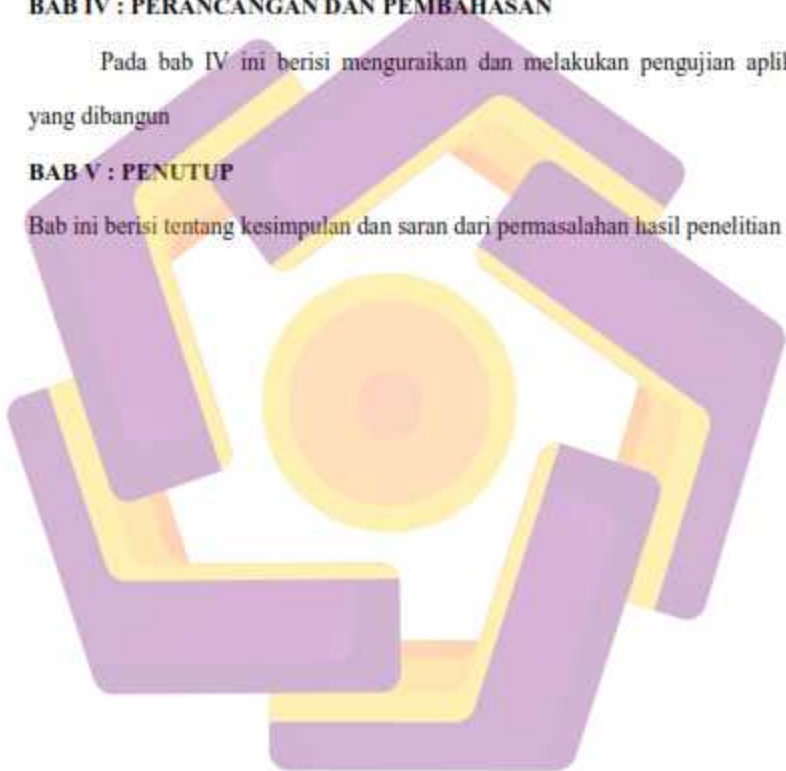 BAB IV : PERANCANGAN DAN PEMBAHASAN
Pada bab IV ini berisi menguraikan dan melakukan pengujian
yang dibangun
BAB V : PENUTUP
Bab ini berisi tentang kesimpulan dan saran dari permasalahan hasil penelitian